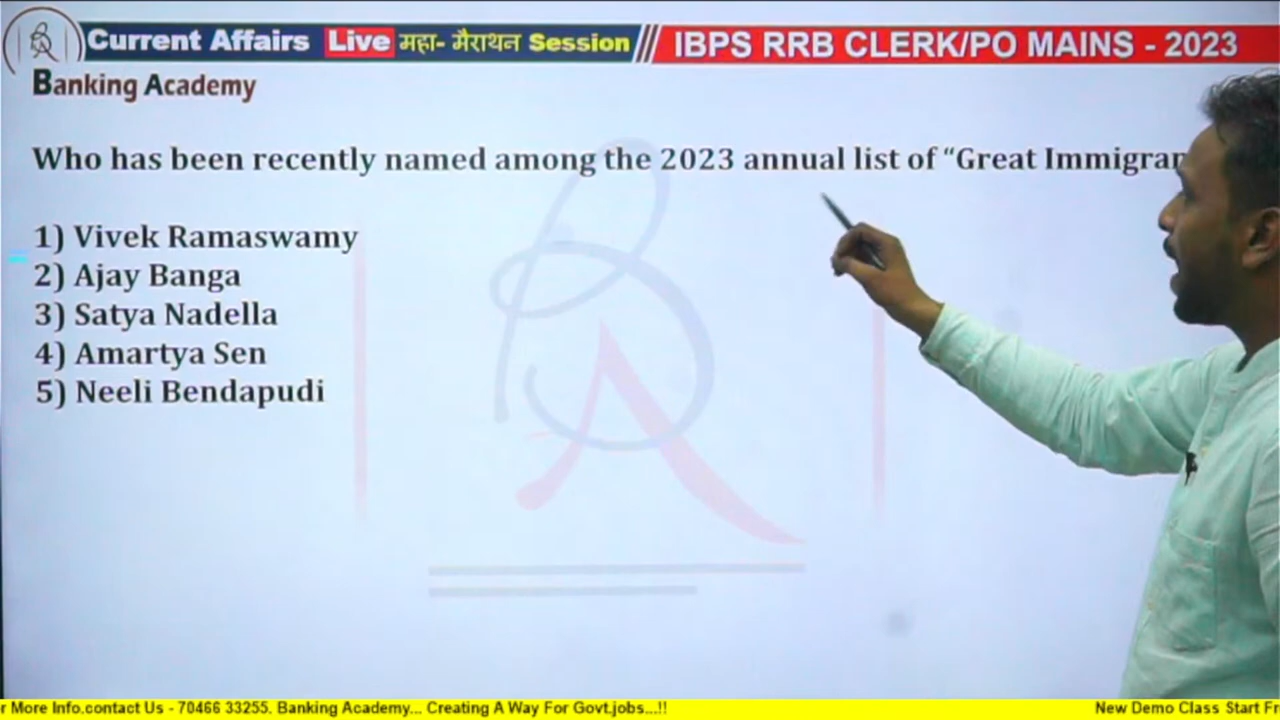 Current Affairs Live महा- मैराथन Session
IBPS RRB CLERK/PO MAINS - 2023
Banking Academy
Who has been recently named among the 2023 annual list of “Great Immigran
1) Vivek Ramaswamy
2) Ajay Banga
3) Satya Nadella
4) Amartya Sen
5) Neeli Bendapudi
r More Info.contact Us - 70466 33255. Banking Academy... Creating A Way For Govt.jobs...!!
New Demo Class Start Fr